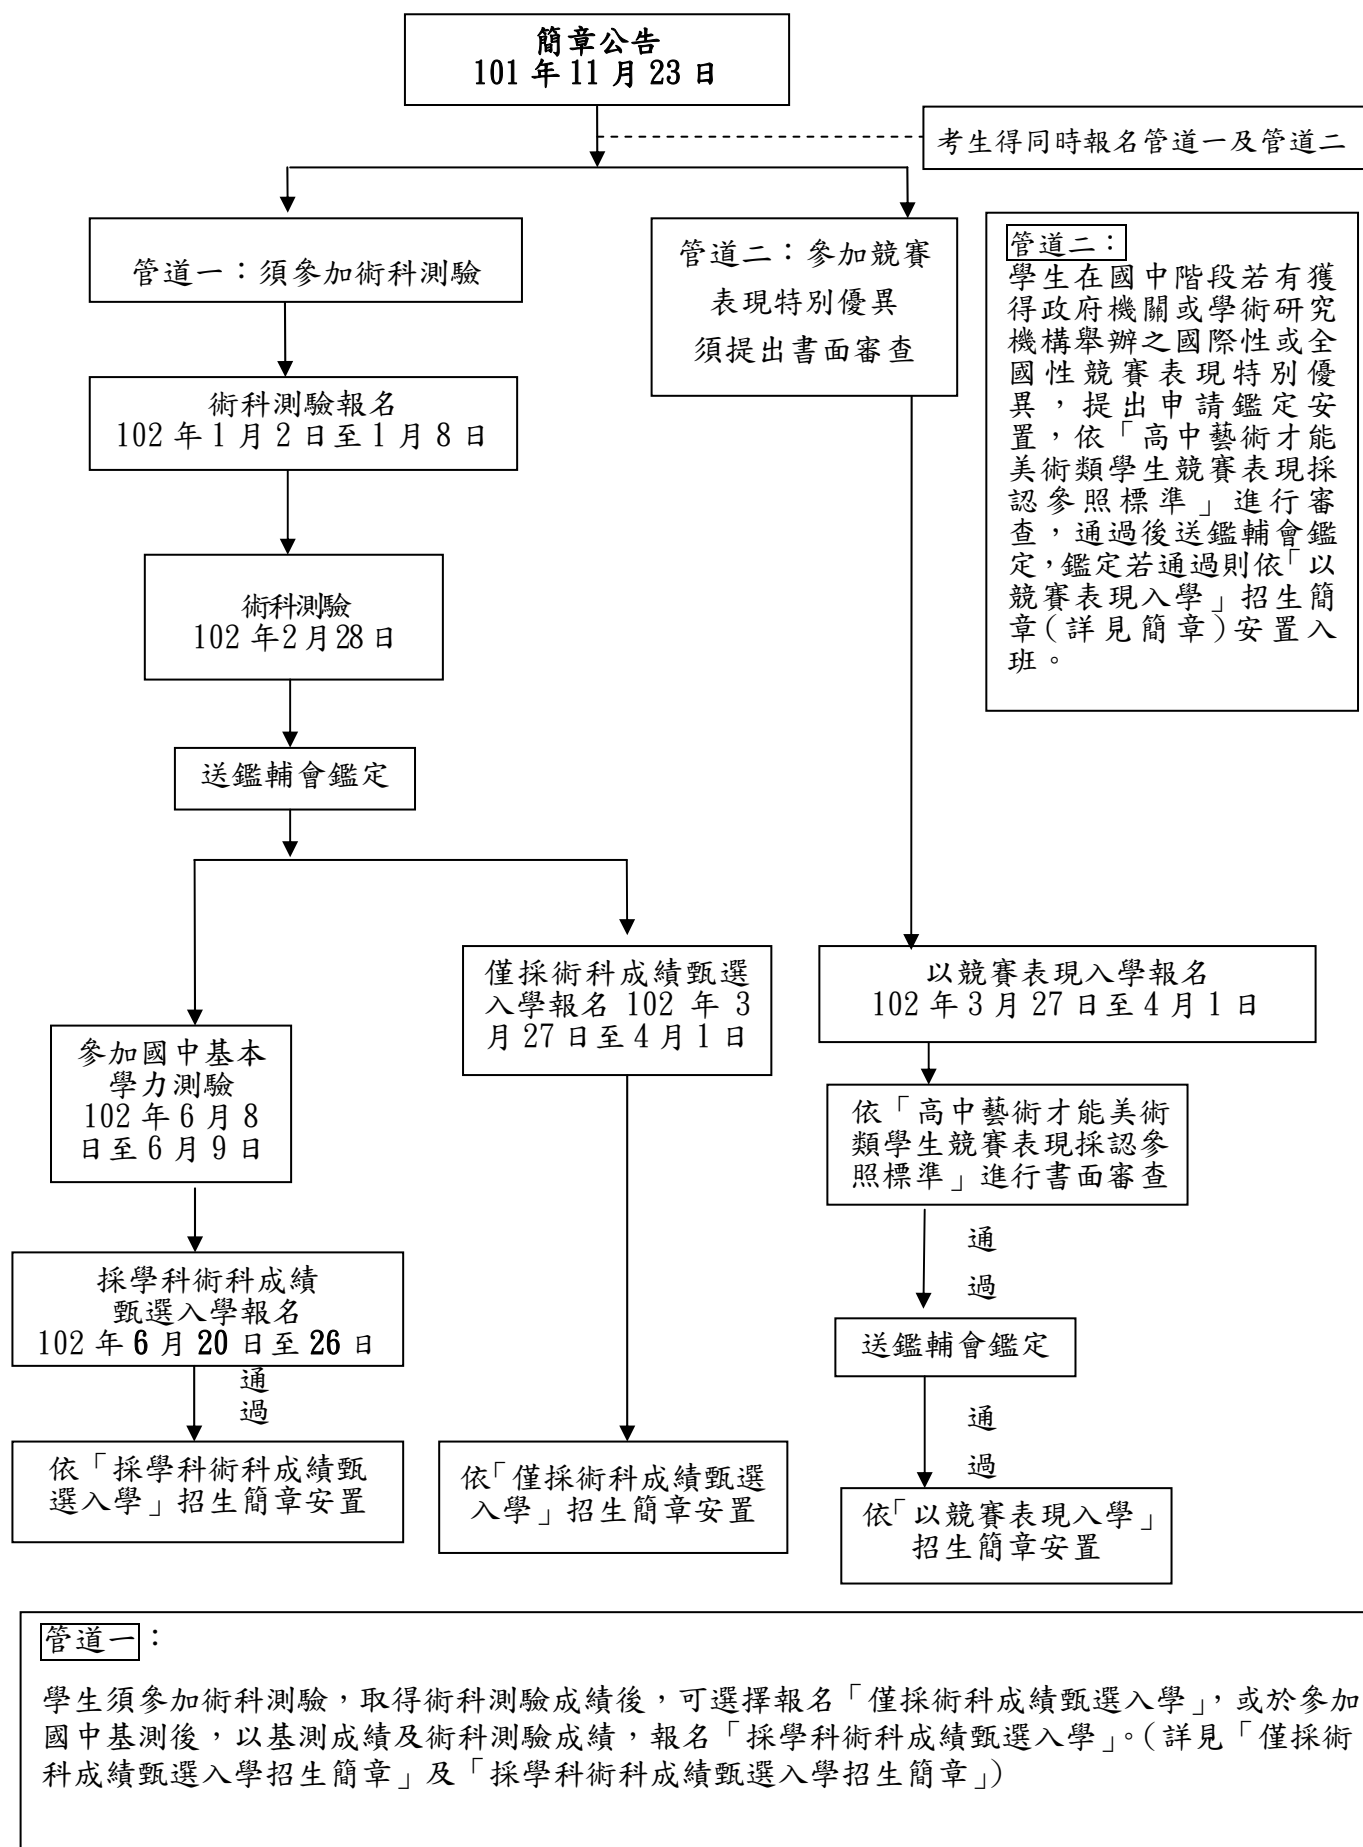 簡章公告
101 年 11 月 23 日
考生得同時報名管道一及管道二
管道一：須參加術科測驗
管道二：參加競賽
表現特別優異
須提出書面審查
管道二：
學生在國中階段若有獲
得政府機關或學術研究
機構舉辦之國際性或全
國性競賽表現特別優
異，提出申請鑑定安
置，依「高中藝術才能
美術類學生競賽表現採
認參照標準」進行審
查，通過後送鑑輔會鑑
定，鑑定若通過則依「以
競賽表現入學」招生簡
章(詳見簡章)安置入
班。
術科測驗報名
102 年 1 月 2 日至 1 月 8 日
術科測驗
102 年 2 月 28 日
送鑑輔會鑑定
僅採術科成績甄選
入學報名 102 年 3
月 27 日至 4 月 1 日
以競賽表現入學報名
102 年 3 月 27 日至 4 月 1 日
參加國中基本
學力測驗
102 年 6 月 8
日至 6 月 9 日
依「高中藝術才能美術
類學生競賽表現採認參
照標準」進行書面審查
通
過
採學科術科成績
甄選入學報名
102 年 6 月 20 日至 26 日
通
過
送鑑輔會鑑定
通
過
依「採學科術科成績甄
選入學」招生簡章安置
依「僅採術科成績甄選
入學」招生簡章安置
依「以競賽表現入學」
招生簡章安置
管道一：
學生須參加術科測驗，取得術科測驗成績後，可選擇報名「僅採術科成績甄選入學」，或於參加
國中基測後，以基測成績及術科測驗成績，報名「採學科術科成績甄選入學」。(詳見「僅採術
科成績甄選入學招生簡章」及「採學科術科成績甄選入學招生簡章」)